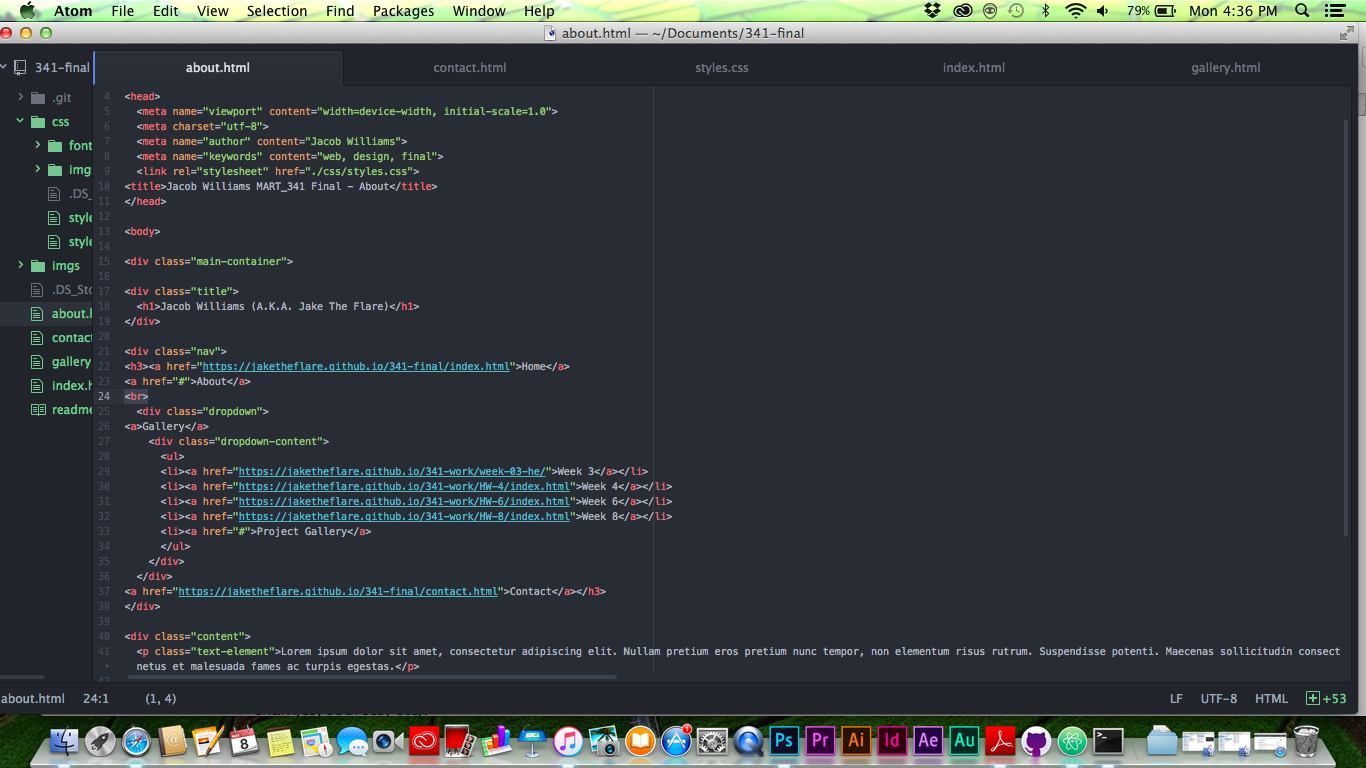 Atom File Edit View Selection Find Packages Window Help 79% Mon 4:36 PM
about.html — ~/Documents/341-final
341-final about.html contact.html styles.css index.html gallery.html
.git
css
font
img
.DS_
style
style
imgs
.DS_Sto
about.h
contact
gallery
index.h
readme
4 <head>
5 <meta name="viewport" content="width=device-width, initial-scale=1.0">
6 <meta charset="utf-8">
7 <meta name="author" content="Jacob Williams">
8 <meta name="keywords" content="web, design, final">
9 <link rel="stylesheet" href="./css/styles.css">
10 <title>Jacob Williams MART_341 Final - About</title>
11 </head>
12
13 <body>
14
15 <div class="main-container">
16
17 <div class="title">
18 <h1>Jacob Williams (A.K.A. Jake The Flare)</h1>
19 </div>
20
21 <div class="nav">
22 <h3><a href="https://jaketheflare.github.io/341-final/index.html">Home</a>
23 <a href="#">About</a>
24 <br>
25 <div class="dropdown">
26 <a>Gallery</a>
27 <div class="dropdown-content">
28 <ul>
29 <li><a href="https://jaketheflare.github.io/341-work/week-03-he/">Week 3</a></li>
30 <li><a href="https://jaketheflare.github.io/341-work/HW-4/index.html">Week 4</a></li>
31 <li><a href="https://jaketheflare.github.io/341-work/HW-6/index.html">Week 6</a></li>
32 <li><a href="https://jaketheflare.github.io/341-work/HW-8/index.html">Week 8</a></li>
33 <li><a href="#">Project Gallery</a>
34 </ul>
35 </div>
36 </div>
37 <a href="https://jaketheflare.github.io/341-final/contact.html">Contact</a></h3>
38 </div>
39
40 <div class="content">
41 <p class="text-element">Lorem ipsum dolor sit amet, consectetur adipiscing elit. Nullam pretium eros pretium nunc tempor, non elementum risus rutrum. Suspendisse potenti. Maecenas sollicitudin consect
• netus et malesuada fames ac turpis egestas.</p>
42
about.html 24:1 (1, 4) LF UTF-8 HTML +53
8 Ps Pr Ai Id Ae Au